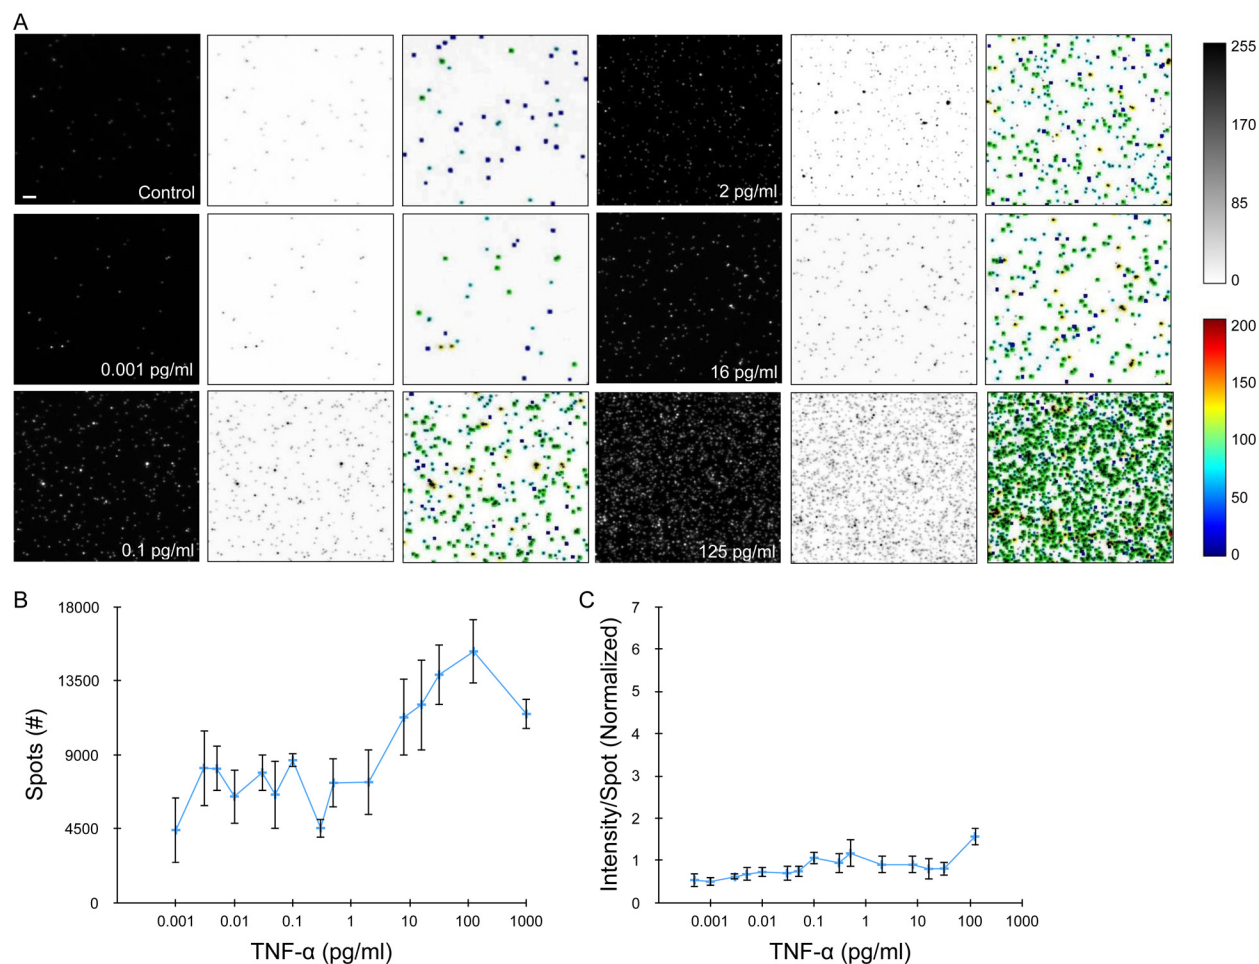 A
Control
2 pg/ml
0.001 pg/ml
16 pg/ml
0.1 pg/ml
125 pg/ml
255
170
85
0
200
150
100
50
0
B
18000
13500
9000
4500
0
Spots (#)
0.001 0.01 0.1 1 10 100 1000
TNF-α (pg/ml)
C
7
6
5
4
3
2
1
0
Intensity/Spot (Normalized)
0.001 0.01 0.1 1 10 100 1000
TNF-α (pg/ml)